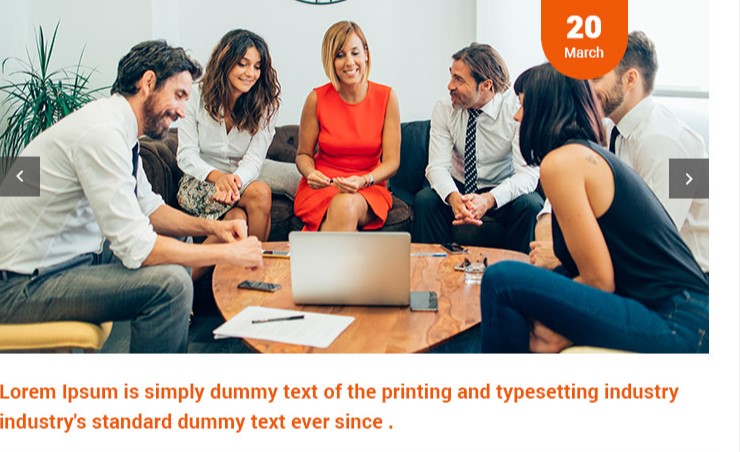 20
March
Lorem Ipsum is simply dummy text of the printing and typesetting industry
industry's standard dummy text ever since .